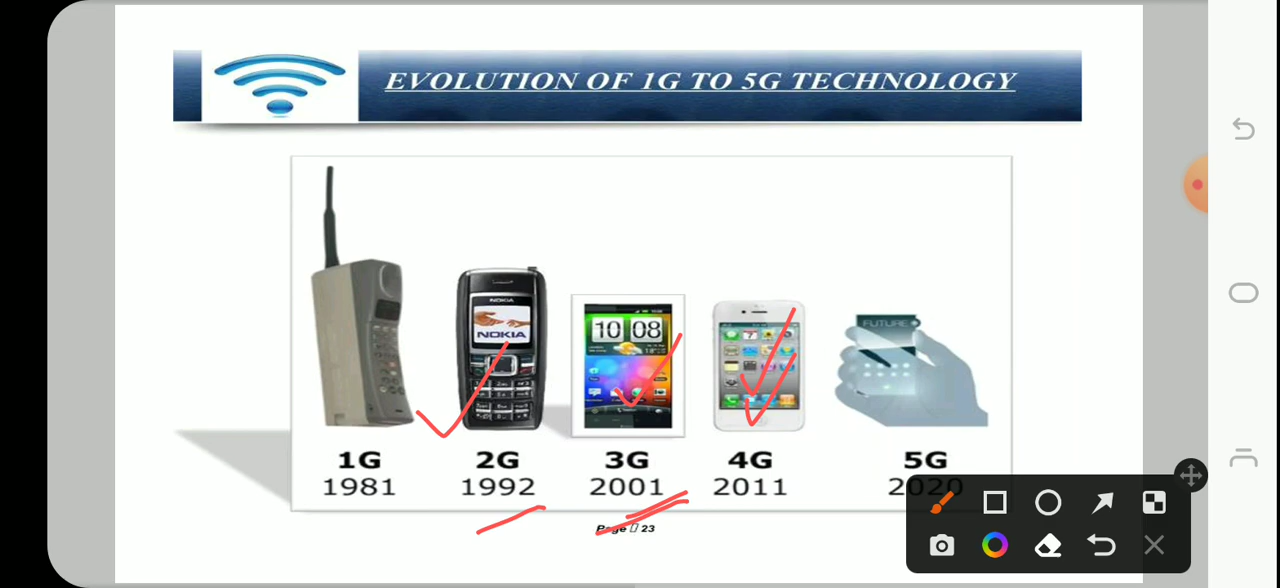 EVOLUTION OF 1G TO 5G TECHNOLOGY
NOKIA
NOKIA
10 08
FUTURE
1G 2G 3G 4G 5G
1981 1992 2001 2011 2020
Page 23